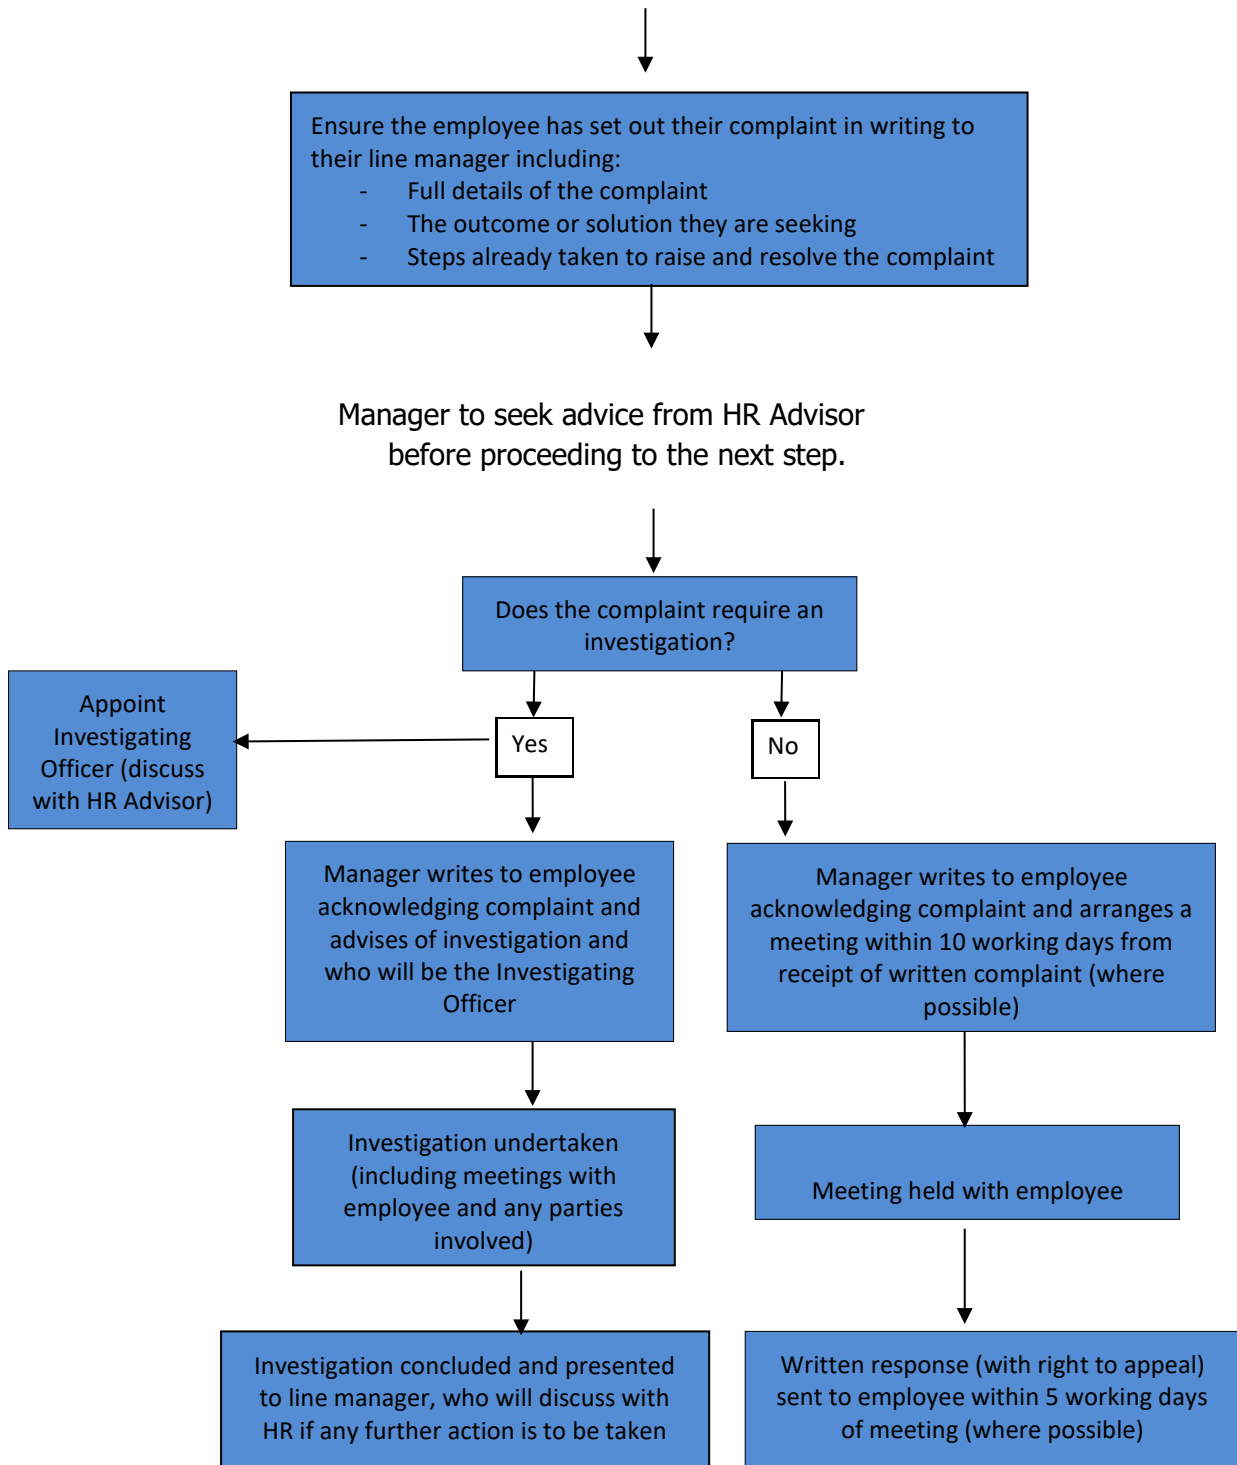 Ensure the employee has set out their complaint in writing to
their line manager including:
- Full details of the complaint
- The outcome or solution they are seeking
- Steps already taken to raise and resolve the complaint
Manager to seek advice from HR Advisor
before proceeding to the next step.
Does the complaint require an
investigation?
Appoint
Investigating
Officer (discuss
with HR Advisor)
Yes
No
Manager writes to employee
acknowledging complaint and
advises of investigation and
who will be the Investigating
Officer
Manager writes to employee
acknowledging complaint and arranges a
meeting within 10 working days from
receipt of written complaint (where
possible)
Investigation undertaken
(including meetings with
employee and any parties
involved)
Meeting held with employee
Investigation concluded and presented
to line manager, who will discuss with
HR if any further action is to be taken
Written response (with right to appeal)
sent to employee within 5 working days
of meeting (where possible)